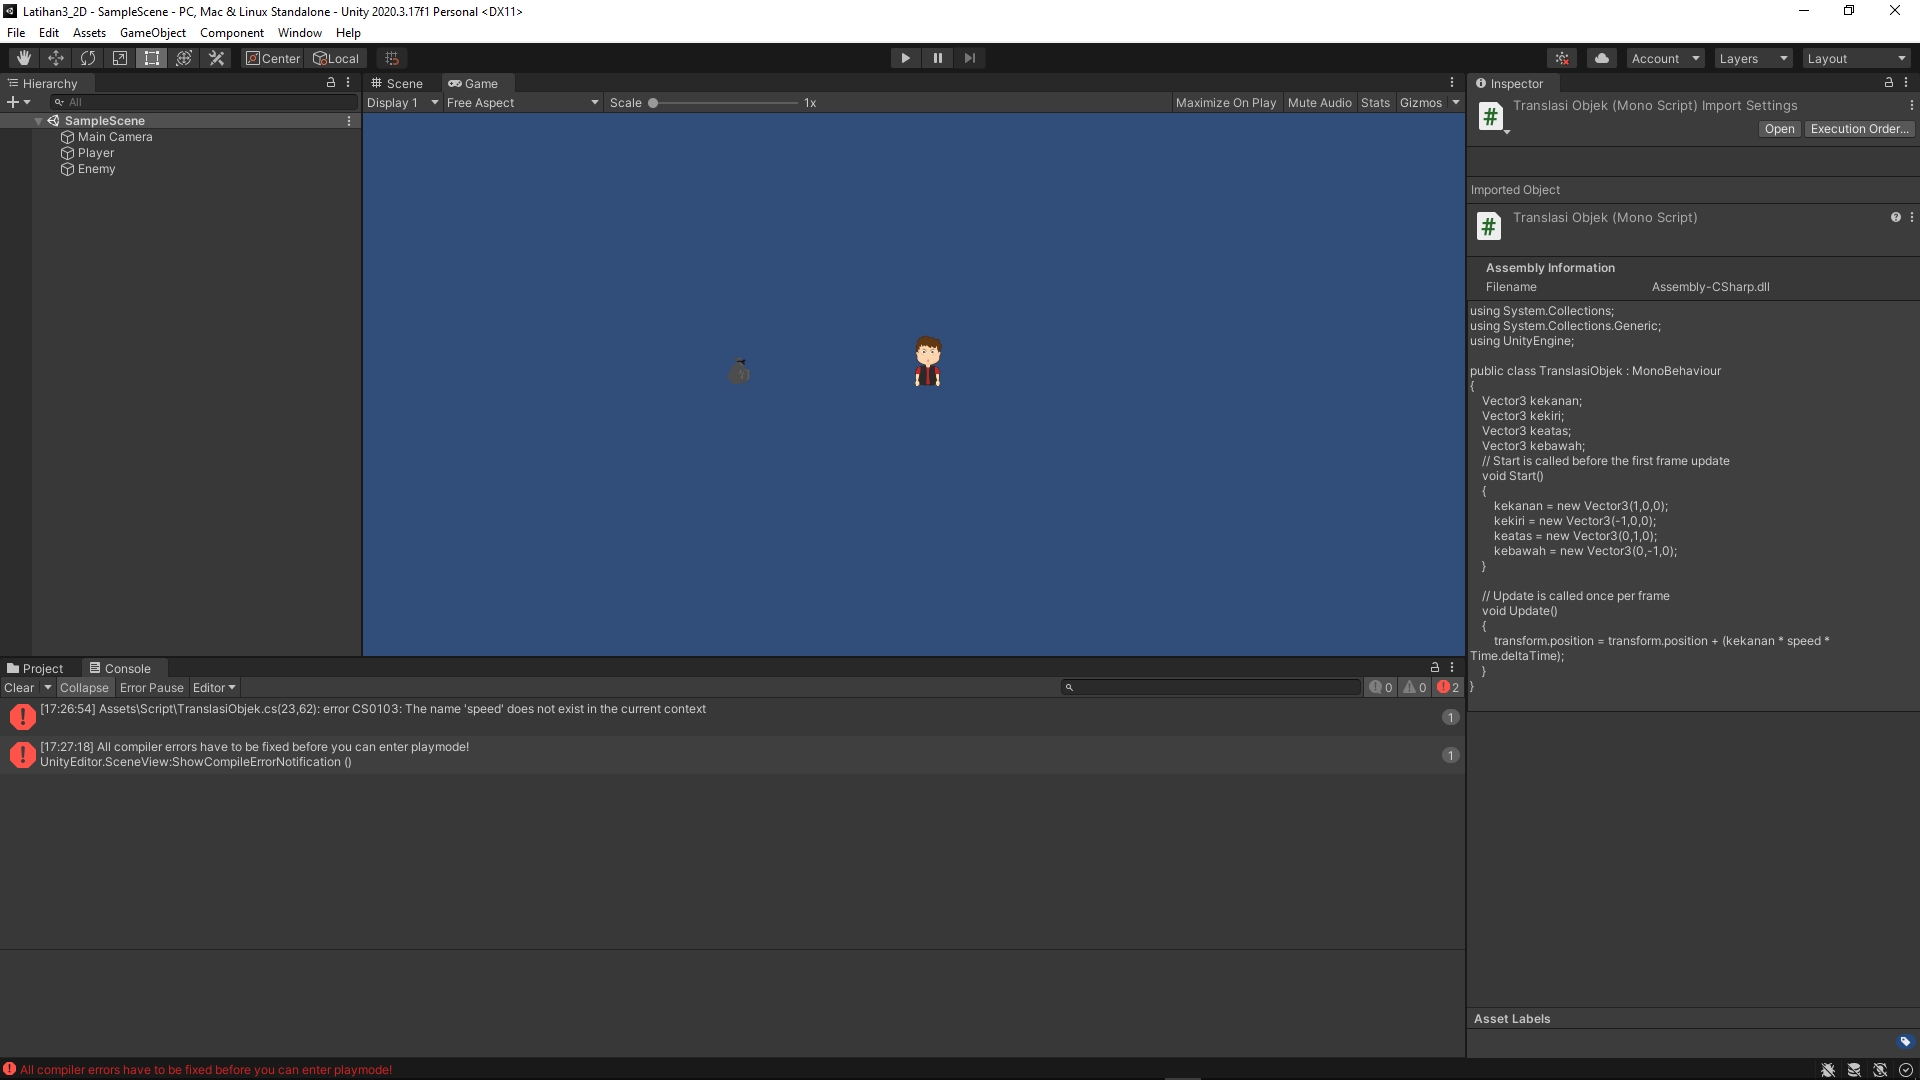 Latihan3_2D - SampleScene - PC, Mac & Linux Standalone - Unity 2020.3.17f1 Personal <DX11>
File Edit Assets GameObject Component Window Help
Center Local Account Layers Layout
Hierarchy
All
SampleScene
Main Camera
Player
Enemy
Scene Game
Display 1 Free Aspect Scale 1x Maximize On Play Mute Audio Stats Gizmos
Inspector
Translasi Objek (Mono Script) Import Settings
Open Execution Order...
Imported Object
Translasi Objek (Mono Script)
Assembly Information
Filename Assembly-CSharp.dll
using System.Collections;
using System.Collections.Generic;
using UnityEngine;
public class TranslasiObjek : MonoBehaviour
{
Vector3 kekanan;
Vector3 kekiri;
Vector3 keatas;
Vector3 kebawah;
// Start is called before the first frame update
void Start()
{
kekanan = new Vector3(1,0,0);
kekiri = new Vector3(-1,0,0);
keatas = new Vector3(0,1,0);
kebawah = new Vector3(0,-1,0);
}
// Update is called once per frame
void Update()
{
transform.position = transform.position + (kekanan * speed *
Time.deltaTime);
}
}
Asset Labels
Project Console
Clear Collapse Error Pause Editor 0 0 2
[17:26:54] Assets\Script\TranslasiObjek.cs(23,62): error CS0103: The name 'speed' does not exist in the current context
1
[17:27:18] All compiler errors have to be fixed before you can enter playmode!
UnityEditor.SceneView:ShowCompileErrorNotification ()
1
All compiler errors have to be fixed before you can enter playmode!